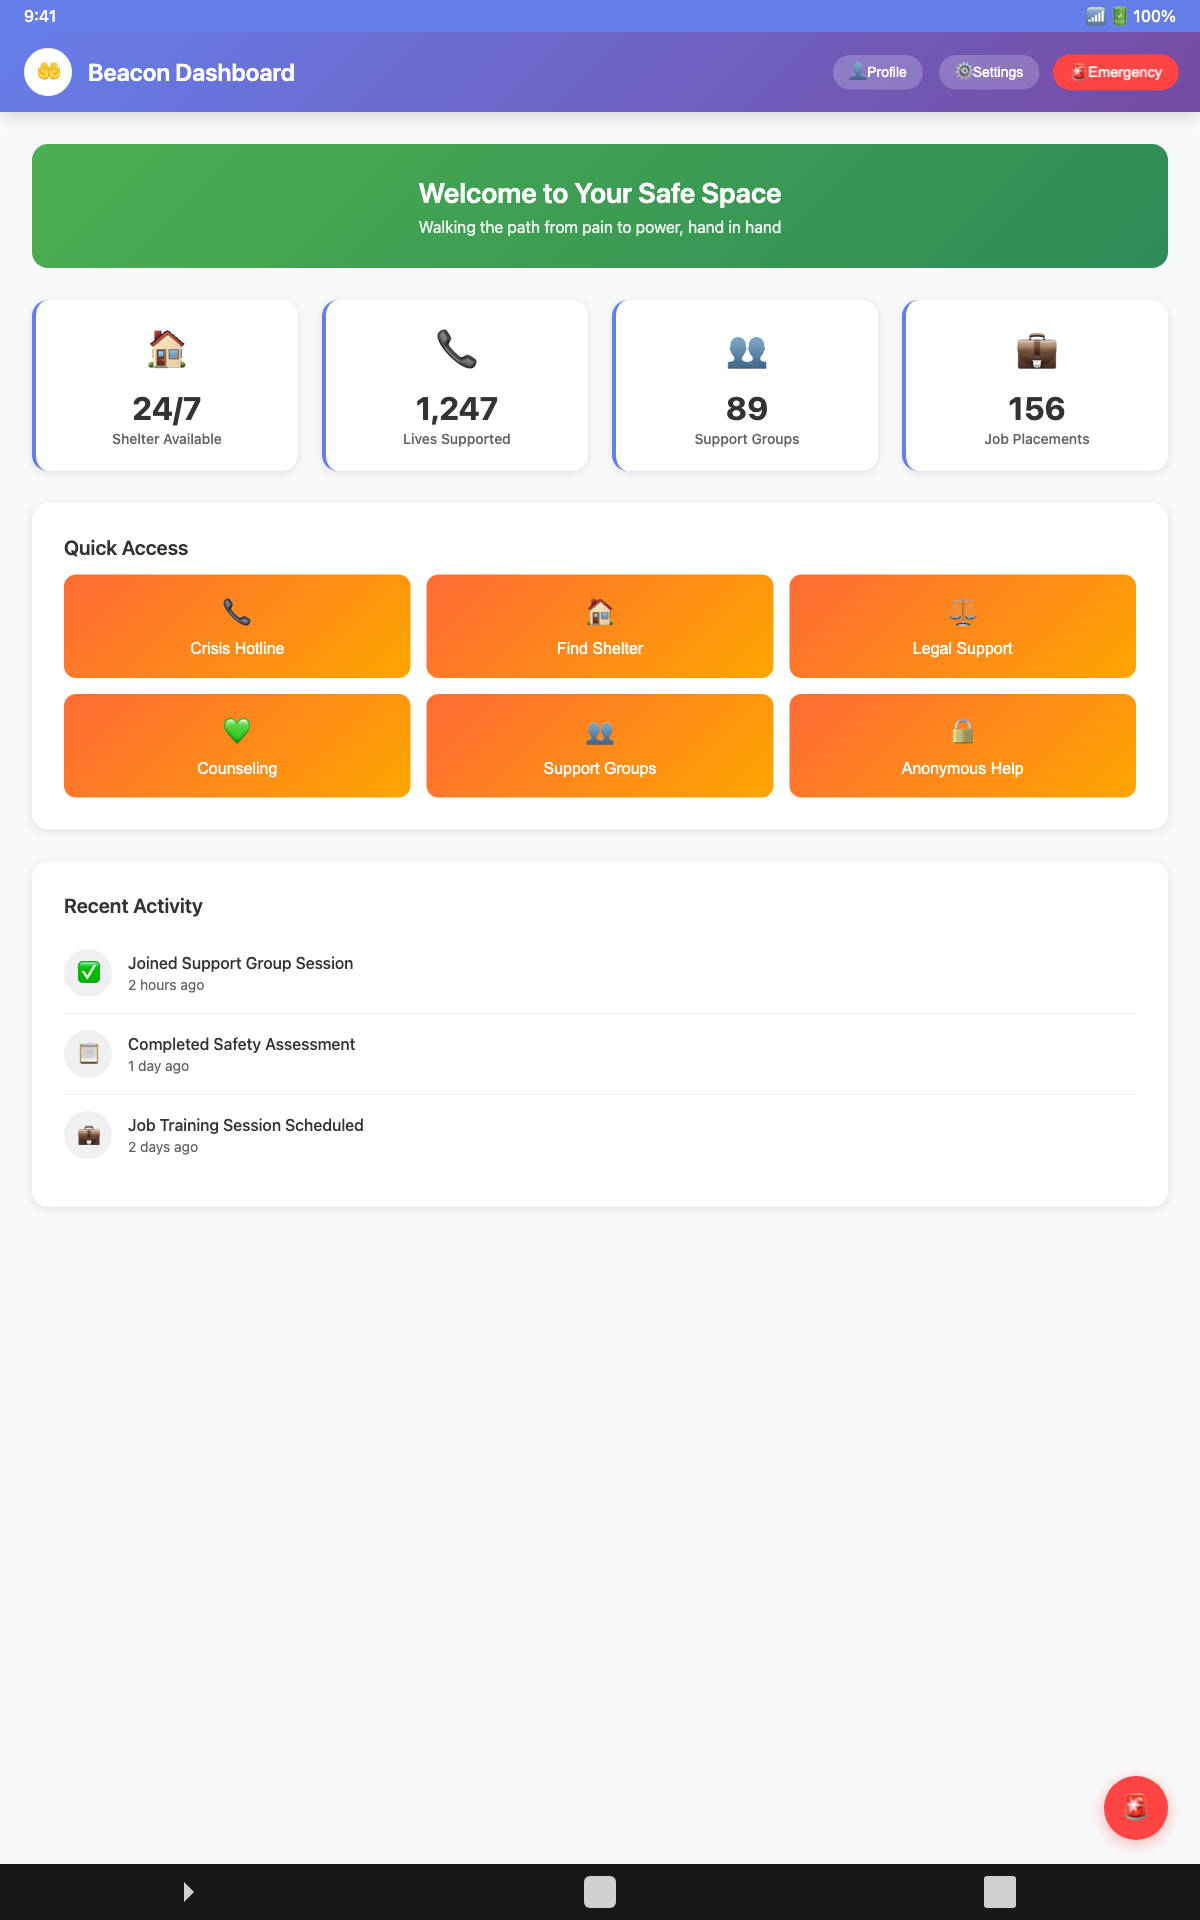 9:41
100%
Beacon Dashboard
Profile
Settings
Emergency
Welcome to Your Safe Space
Walking the path from pain to power, hand in hand
24/7
Shelter Available
1,247
Lives Supported
89
Support Groups
156
Job Placements
Quick Access
Crisis Hotline
Find Shelter
Legal Support
Counseling
Support Groups
Anonymous Help
Recent Activity
Joined Support Group Session
2 hours ago
Completed Safety Assessment
1 day ago
Job Training Session Scheduled
2 days ago